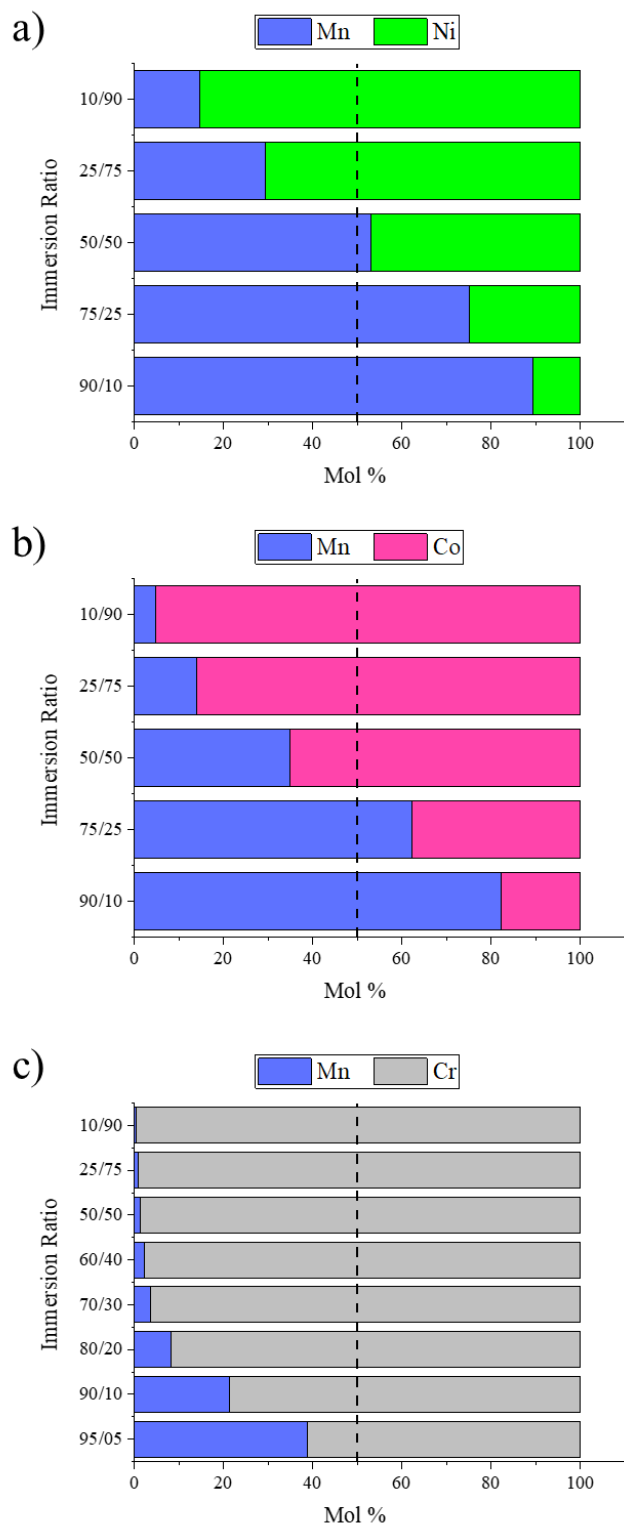 a)
Mn Ni
Immersion Ratio
10/90
25/75
50/50
75/25
90/10
0 20 40 60 80 100
Mol %
b)
Mn Co
Immersion Ratio
10/90
25/75
50/50
75/25
90/10
0 20 40 60 80 100
Mol %
c)
Mn Cr
Immersion Ratio
10/90
25/75
50/50
60/40
70/30
80/20
90/10
95/05
0 20 40 60 80 100
Mol %